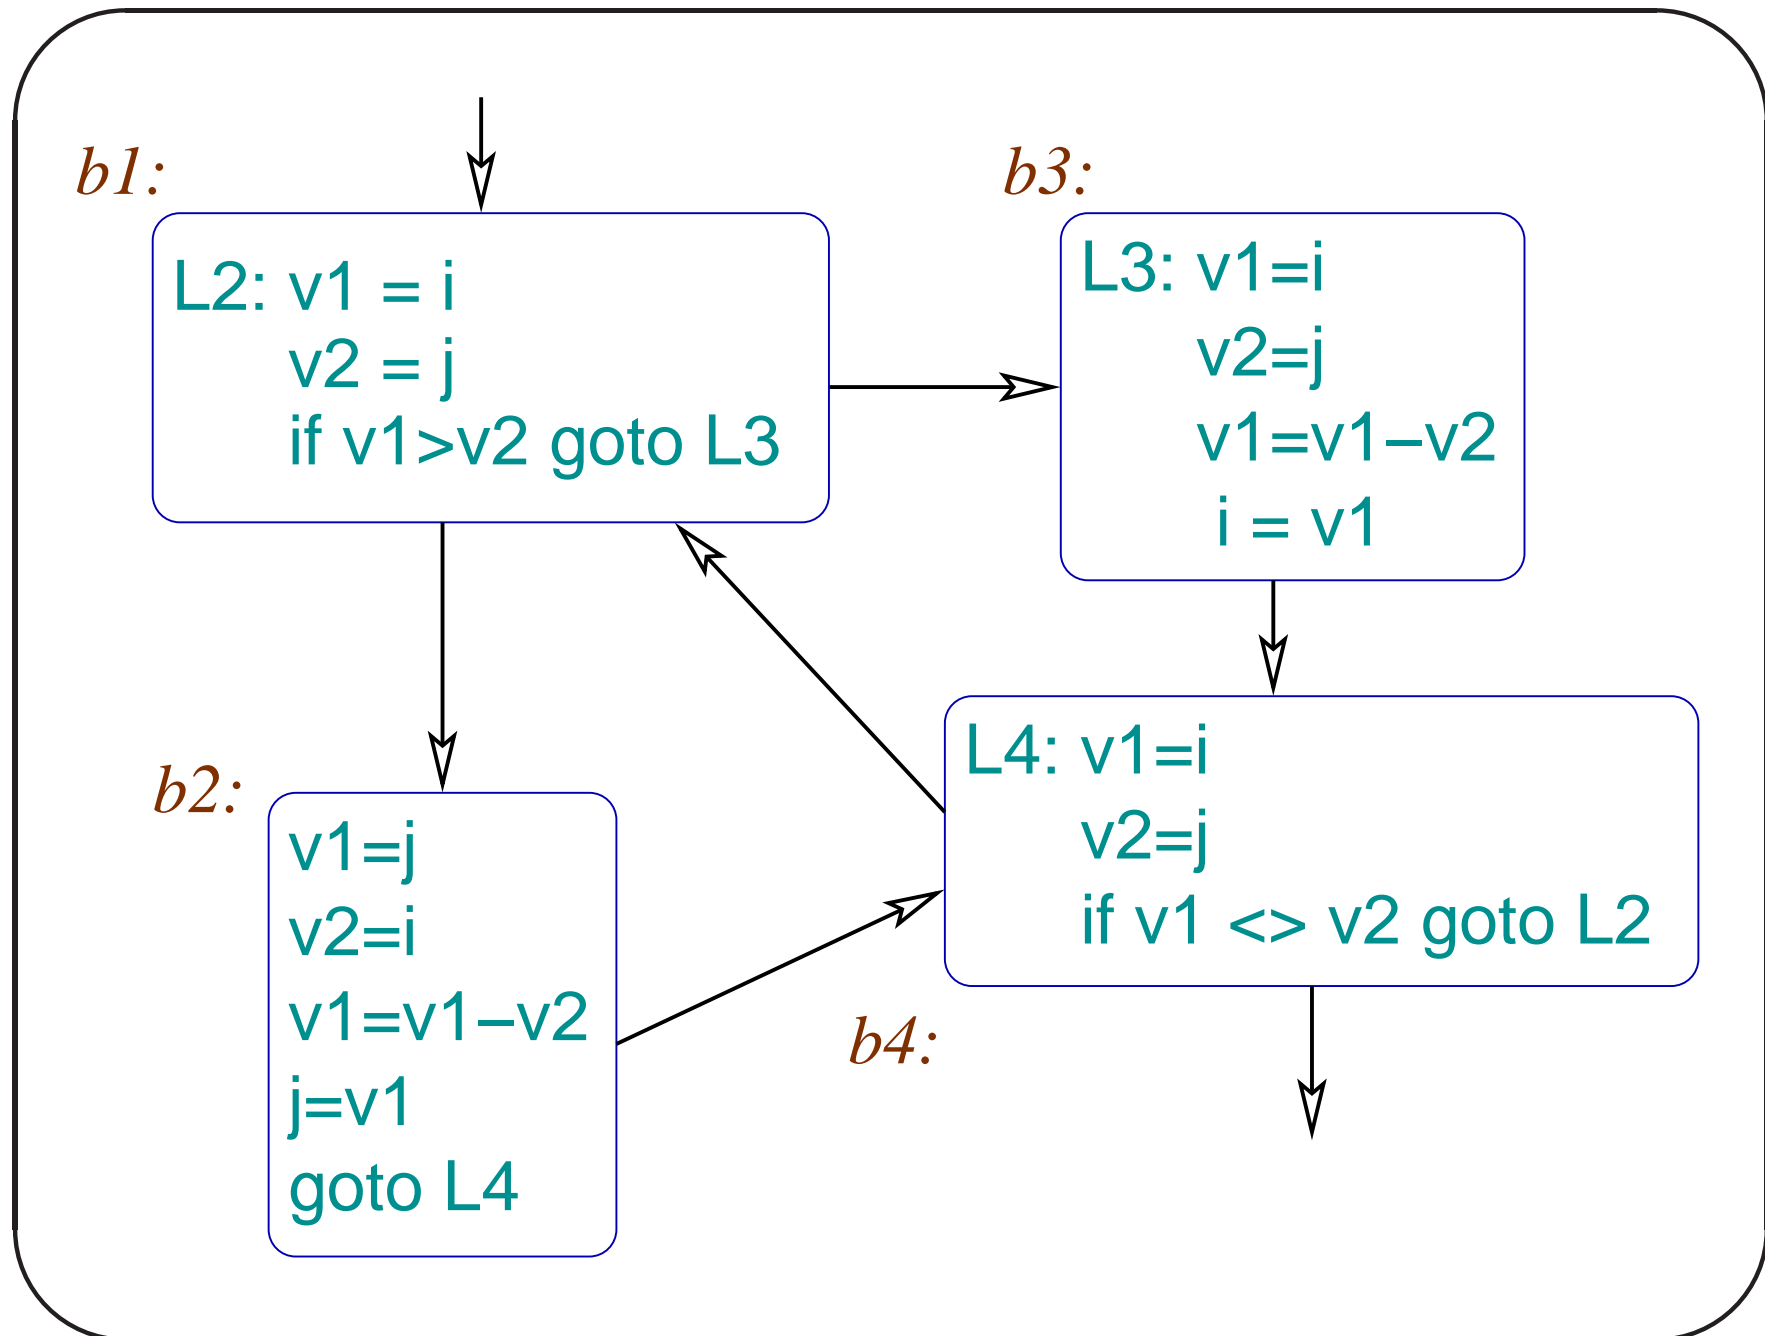 b1:
L2: v1 = i
v2 = j
if v1>v2 goto L3
b3:
L3: v1=i
v2=j
v1=v1–v2
i = v1
b2:
v1=j
v2=i
v1=v1–v2
j=v1
goto L4
b4:
L4: v1=i
v2=j
if v1 <> v2 goto L2